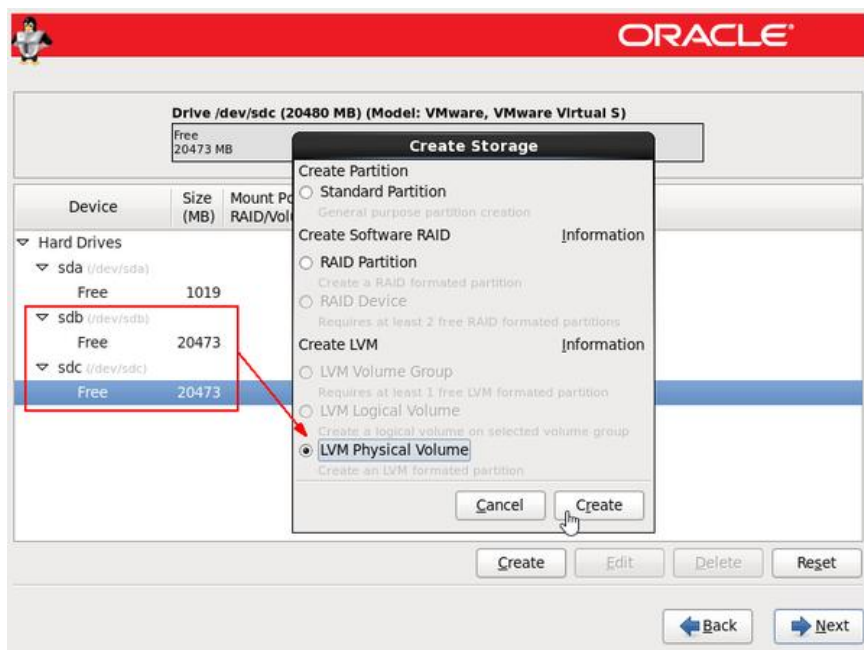 ORACLE
Drive /dev/sdc (20480 MB) (Model: VMware, VMware Virtual S)
Free
20473 MB
Create Storage
Create Partition
Standard Partition
General purpose partition creation
Create Software RAID Information
RAID Partition
Create a RAID formated partition
RAID Device
Requires at least 2 free RAID formated partitions
Create LVM Information
LVM Volume Group
Requires at least 1 free LVM formated partition
LVM Logical Volume
Create a logical volume on selected volume group
LVM Physical Volume
Create an LVM formated partition
Cancel Create
Device Size (MB)
Hard Drives
sda (/dev/sda)
Free 1019
sdb (/dev/sdb)
Free 20473
sdc (/dev/sdc)
Free 20473
Create Edit Delete Reset
Back Next